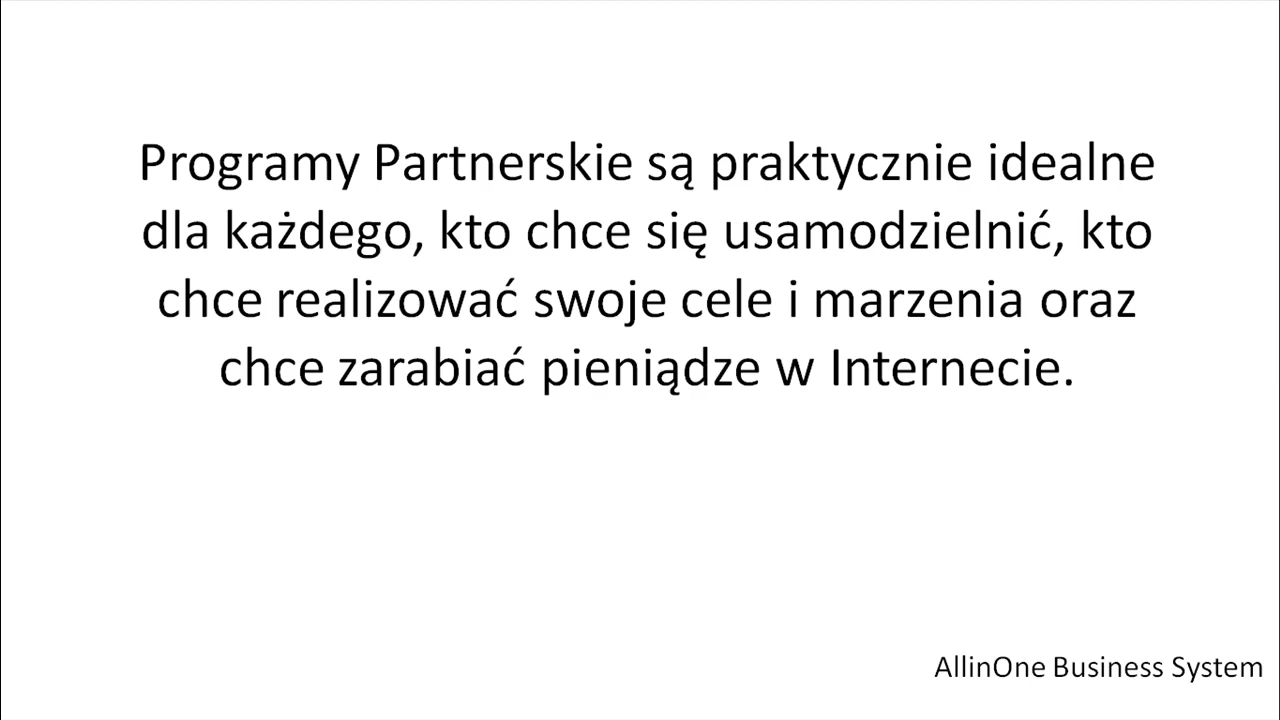 Programy Partnerskie są praktycznie idealne
dla każdego, kto chce się usamodzielnić, kto
chce realizować swoje cele i marzenia oraz
chce zarabiać pieniądze w Internecie.
AllinOne Business System